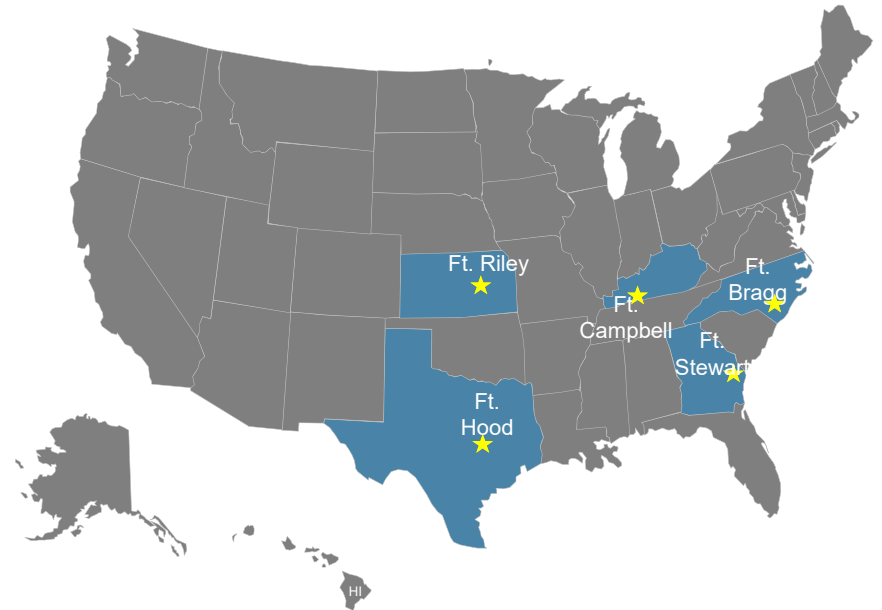 Ft. Riley
Ft.
Bragg
Ft.
Campbell
Ft.
Stewart
Ft.
Hood
HI